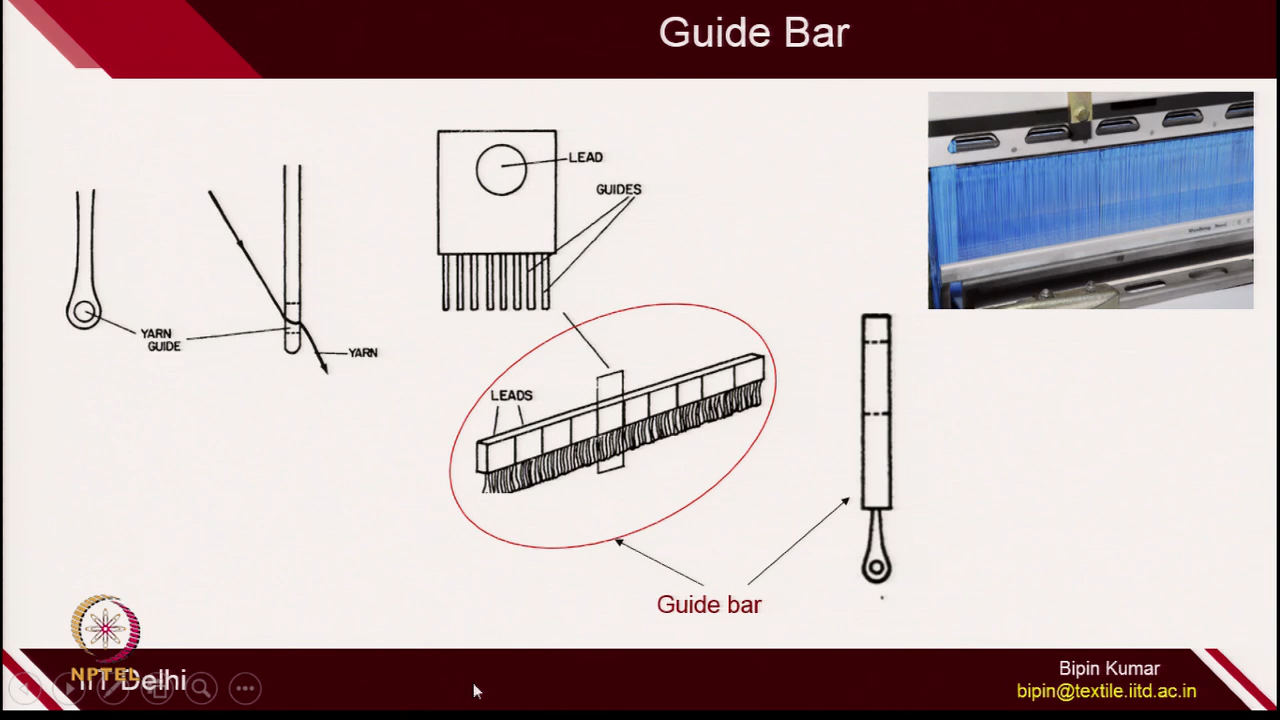 Guide Bar
LEAD
GUIDES
YARN
GUIDE
YARN
LEADS
Guide bar
NPTEL
IIT Delhi
Bipin Kumar
bipin@textile.iitd.ac.in